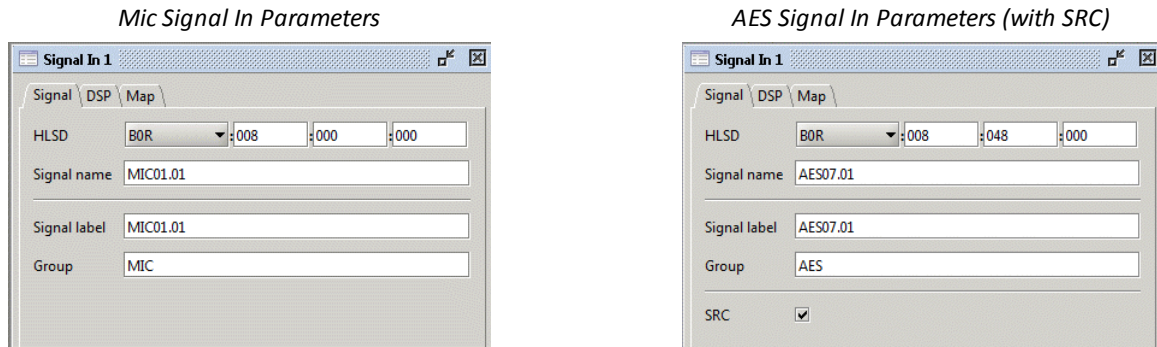 Mic Signal In Parameters
Signal In 1
Signal DSP Map
HLSD B0R :008 :000 :000
Signal name MIC01.01
Signal label MIC01.01
Group MIC
AES Signal In Parameters (with SRC)
Signal In 1
Signal DSP Map
HLSD B0R :008 :048 :000
Signal name AES07.01
Signal label AES07.01
Group AES
SRC